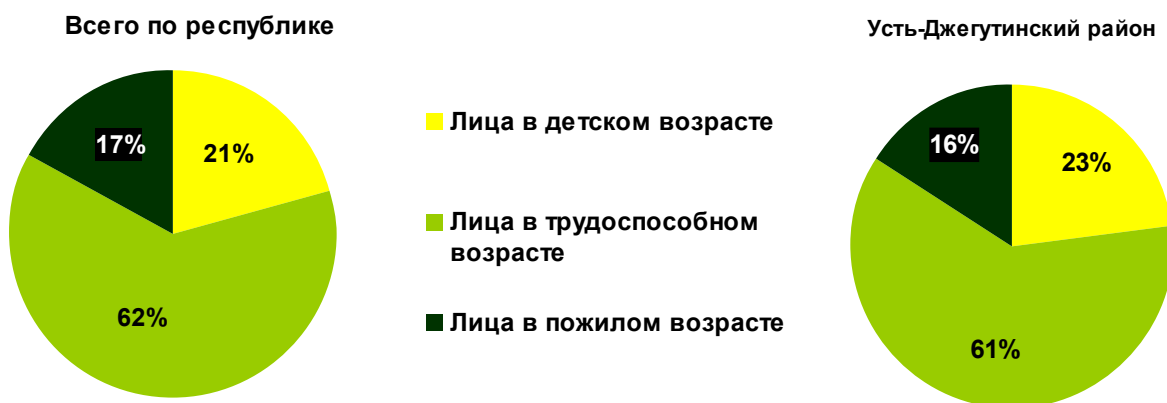 Всего по республике
17%
21%
62%
Лица в детском возрасте
Лица в трудоспособном
возрасте
Лица в пожилом возрасте
Усть-Джегутинский район
16%
23%
61%